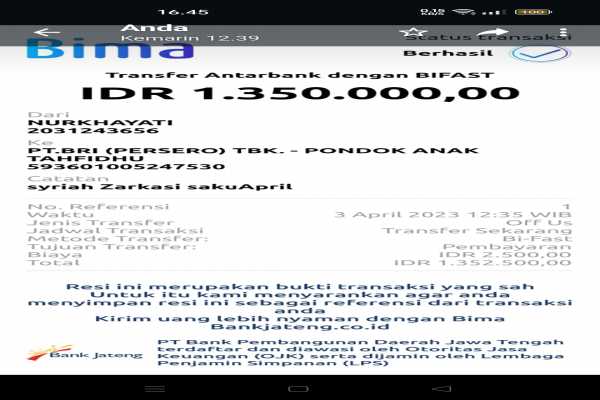 16.45
0,15 KB/s
100
Anda
Kemarin 12.39
Status transaksi
Bima
Berhasil
Transfer Antarbank dengan BIFAST
IDR 1.350.000,00
Dari
NURKHAYATI
2031243656
Ke
PT.BRI (PERSERO) TBK. - PONDOK ANAK
TAHFIDHU
593601005247530
Catatan
syriah Zarkasi sakuApril
No. Referensi 1
Waktu 3 April 2023 12:35 WIB
Jenis Transfer Off Us
Jadwal Transaksi Transfer Sekarang
Metode Transfer: Bi-Fast
Tujuan Transfer: Pembayaran
Biaya IDR 2.500,00
Total IDR 1.352.500,00
Resi ini merupakan bukti transaksi yang sah
Untuk itu kami menyarankan agar anda
menyimpan resi ini sebagai referensi dari transaksi
anda
Kirim uang lebih nyaman dengan Bima
Bankjateng.co.id
Bank Jateng
PT Bank Pembangunan Daerah Jawa Tengah
terdaftar dan diawasi oleh Otoritas Jasa
Keuangan (OJK) serta dijamin oleh Lembaga
Penjamin Simpanan (LPS)